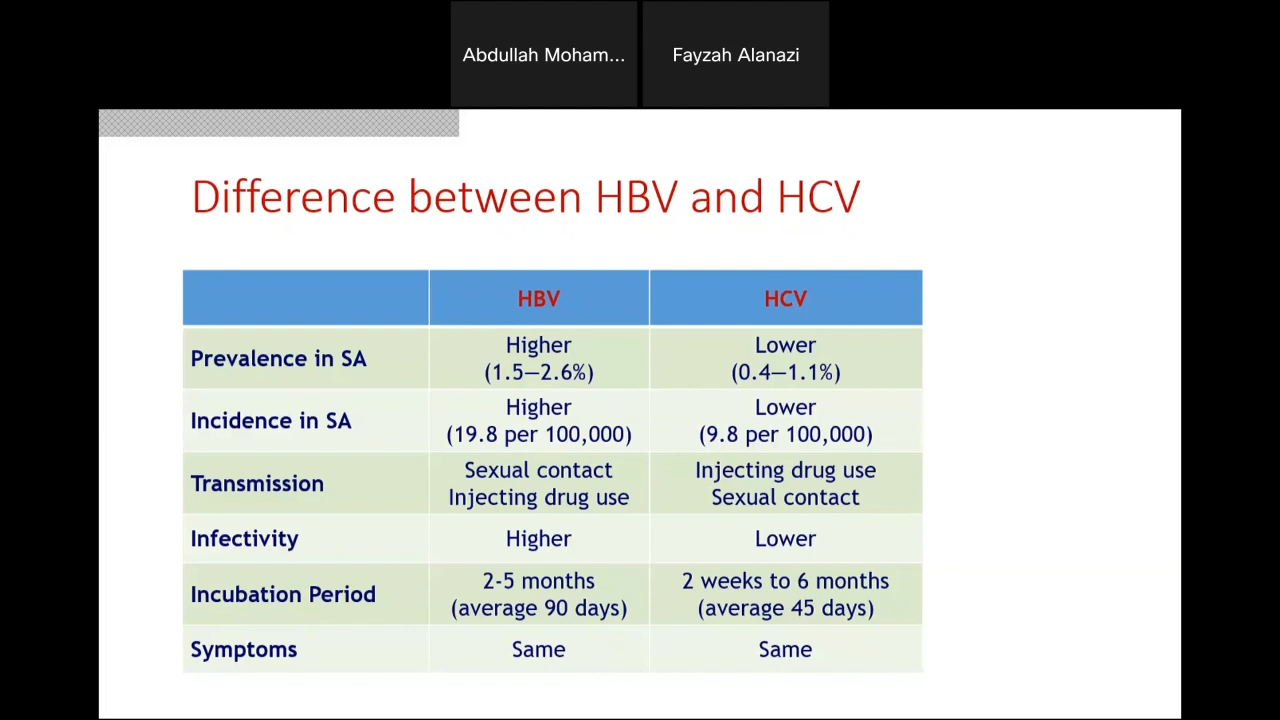 Abdullah Moham...
Fayzah Alanazi
Difference between HBV and HCV
HBV
HCV
Prevalence in SA
Higher
(1.5–2.6%)
Lower
(0.4–1.1%)
Incidence in SA
Higher
(19.8 per 100,000)
Lower
(9.8 per 100,000)
Transmission
Sexual contact
Injecting drug use
Injecting drug use
Sexual contact
Infectivity
Higher
Lower
Incubation Period
2-5 months
(average 90 days)
2 weeks to 6 months
(average 45 days)
Symptoms
Same
Same